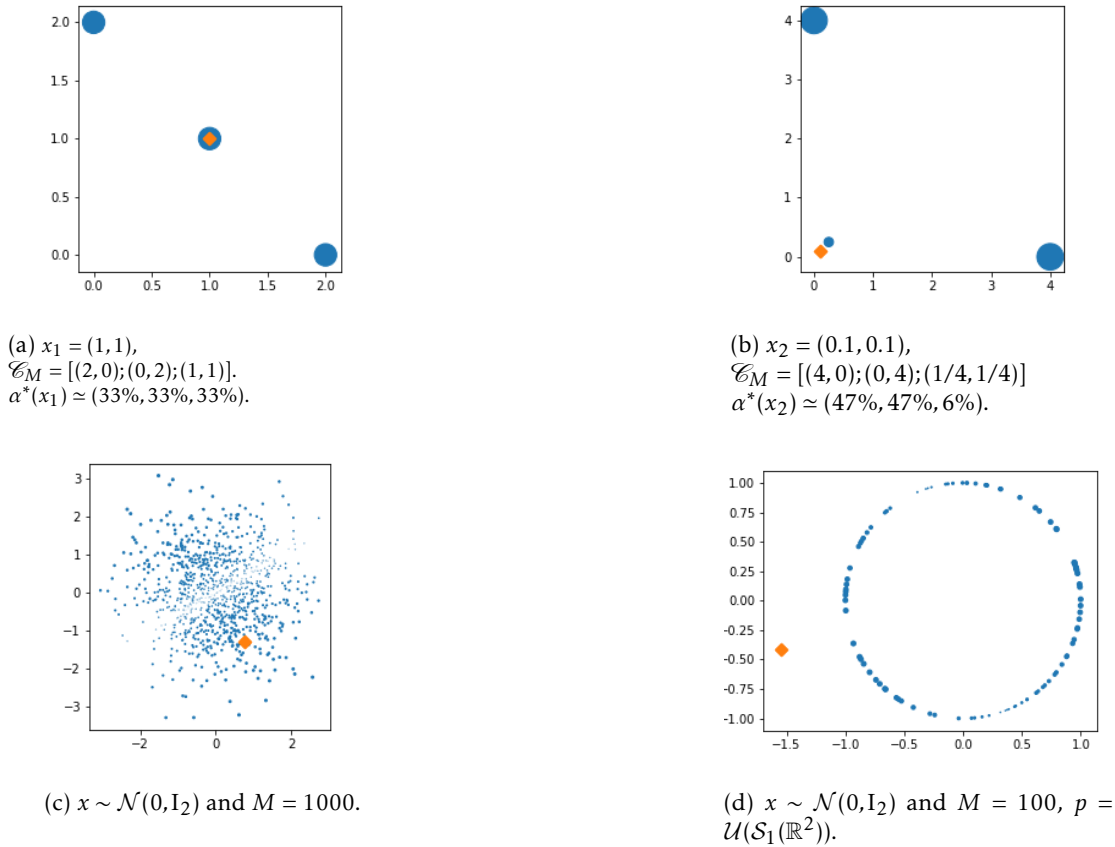 2.0
1.5
1.0
0.5
0.0
0.0 0.5 1.0 1.5 2.0
4
3
2
1
0
0 1 2 3 4
(a) x₁ = (1,1),
𝒞_M = [(2,0);(0,2);(1,1)].
α*(x₁) ≃ (33%,33%,33%).
(b) x₂ = (0.1,0.1),
𝒞_M = [(4,0);(0,4);(1/4,1/4)]
α*(x₂) ≃ (47%,47%,6%).
3
2
1
0
−1
−2
−3
−2 0 2
1.00
0.75
0.50
0.25
0.00
−0.25
−0.50
−0.75
−1.00
−1.5 −1.0 −0.5 0.0 0.5 1.0
(c) x ∼ 𝒩(0,I₂) and M = 1000.
(d) x ∼ 𝒩(0,I₂) and M = 100, p =
𝒰(𝒮₁(ℝ²)).